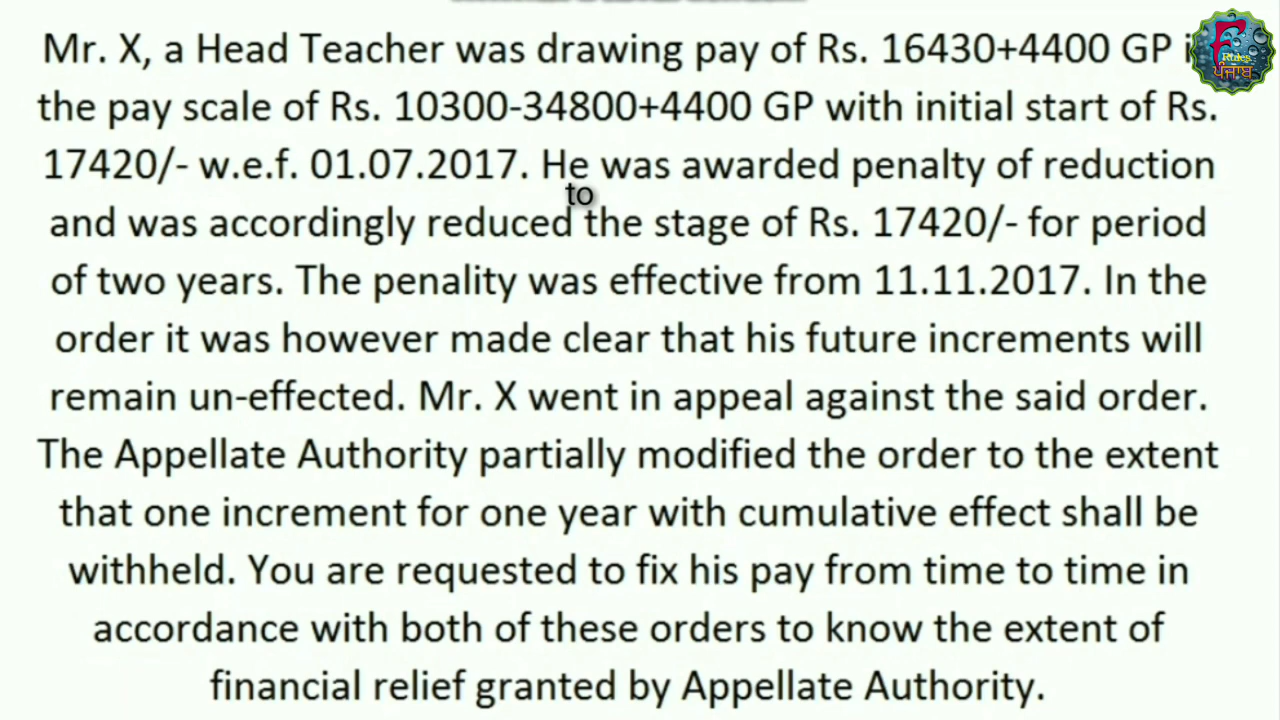 Mr. X, a Head Teacher was drawing pay of Rs. 16430+4400 GP i
the pay scale of Rs. 10300-34800+4400 GP with initial start of Rs.
17420/- w.e.f. 01.07.2017. He was awarded penalty of reduction
to
and was accordingly reduced the stage of Rs. 17420/- for period
of two years. The penality was effective from 11.11.2017. In the
order it was however made clear that his future increments will
remain un-effected. Mr. X went in appeal against the said order.
The Appellate Authority partially modified the order to the extent
that one increment for one year with cumulative effect shall be
withheld. You are requested to fix his pay from time to time in
accordance with both of these orders to know the extent of
financial relief granted by Appellate Authority.
F
Rules
ਪੰਜਾਬ